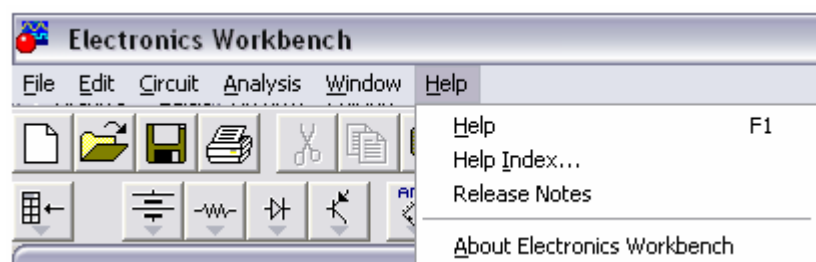 Electronics Workbench
File Edit Circuit Analysis Window Help
Help F1
Help Index...
Release Notes
About Electronics Workbench